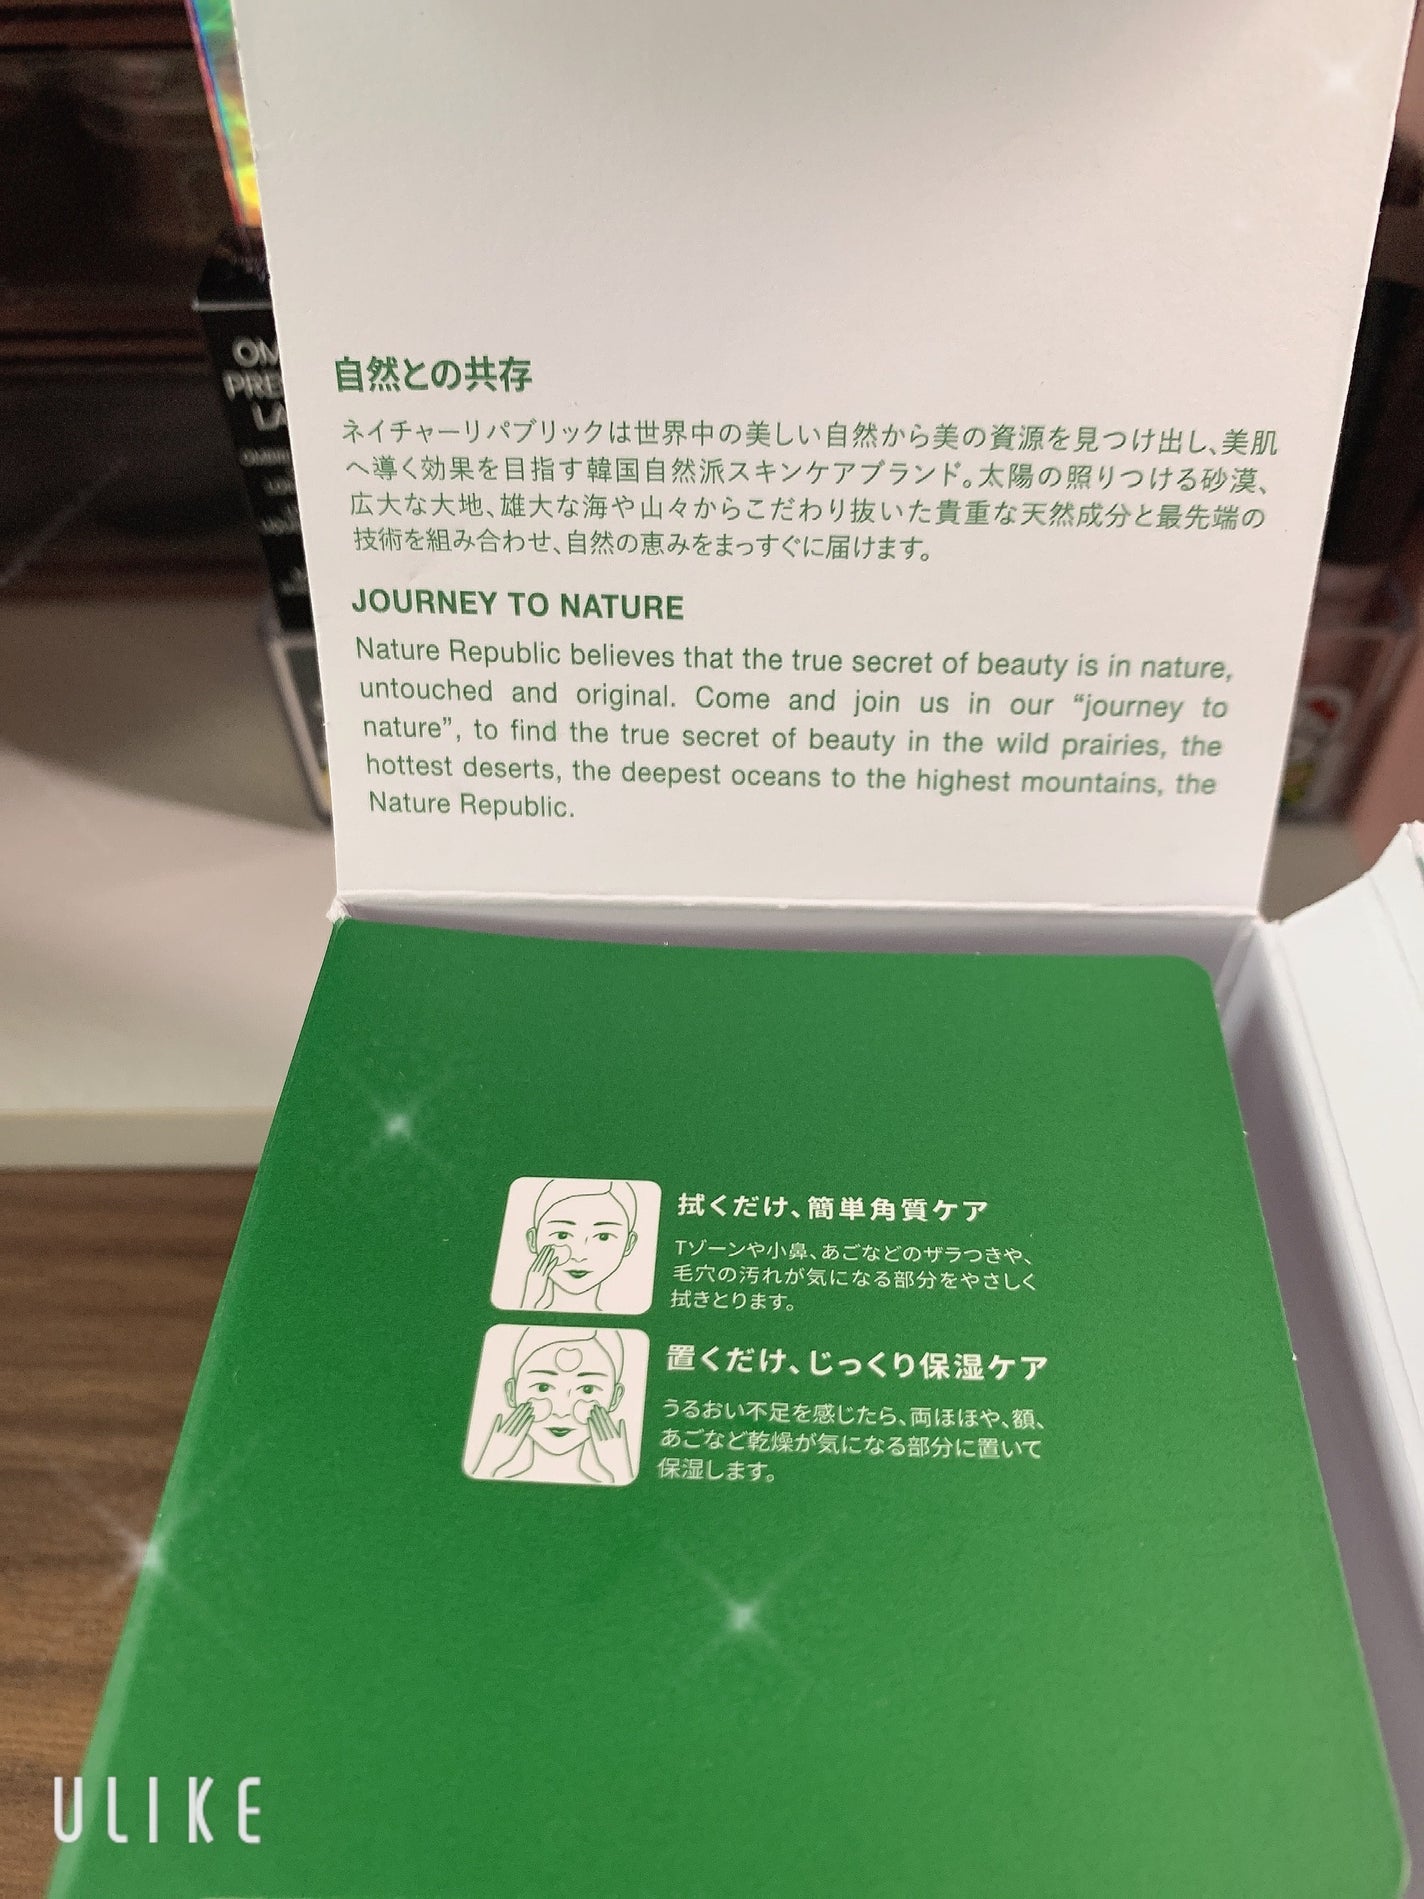 自然との共存
ネイチャーリパブリックは世界中の美しい自然から美の資源を見つけ出し、美肌
へ導く効果を目指す韓国自然派スキンケアブランド。太陽の照りつける砂漠、
広大な大地、雄大な海や山々からこだわり抜いた貴重な天然成分と最先端の
技術を組み合わせ、自然の恵みをまっすぐに届けます。
JOURNEY TO NATURE
Nature Republic believes that the true secret of beauty is in nature,
untouched and original. Come and join us in our “journey to
nature”, to find the true secret of beauty in the wild prairies, the
hottest deserts, the deepest oceans to the highest mountains, the
Nature Republic.
拭くだけ、簡単角質ケア
Tゾーンや小鼻、あごなどのザラつきや、
毛穴の汚れが気になる部分をやさしく
拭きとります。
置くだけ、じっくり保湿ケア
うるおい不足を感じたら、両ほほや、額、
あごなど乾燥が気になる部分に置いて
保湿します。
ULIKE